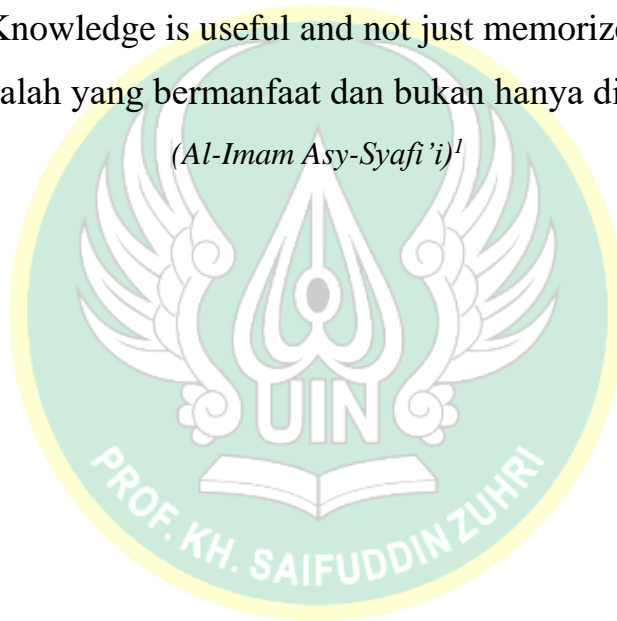 Knowledge is useful and not just memorize
alah yang bermanfaat dan bukan hanya di
(Al-Imam Asy-Syafi’i)1
UIN
PROF. KH. SAIFUDDIN ZUHRI